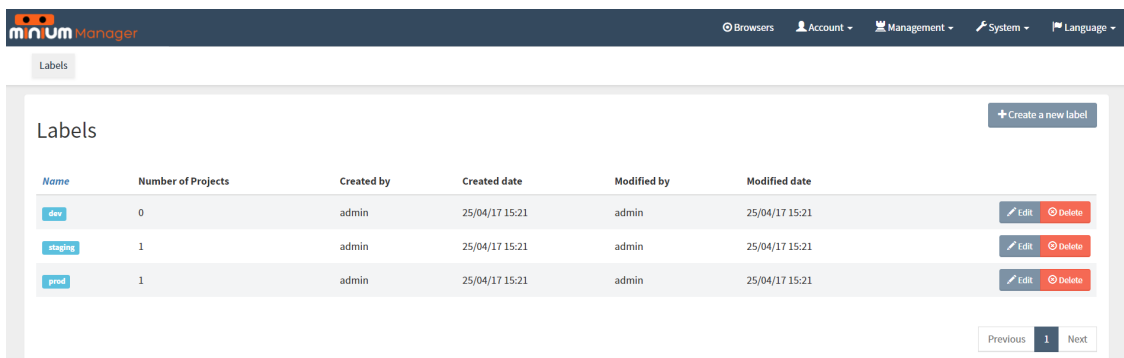 minium Manager Browsers Account Management System Language
Labels
Create a new label
Labels
Name Number of Projects Created by Created date Modified by Modified date
dev 0 admin 25/04/17 15:21 admin 25/04/17 15:21 Edit Delete
staging 1 admin 25/04/17 15:21 admin 25/04/17 15:21 Edit Delete
prod 1 admin 25/04/17 15:21 admin 25/04/17 15:21 Edit Delete
Previous 1 Next